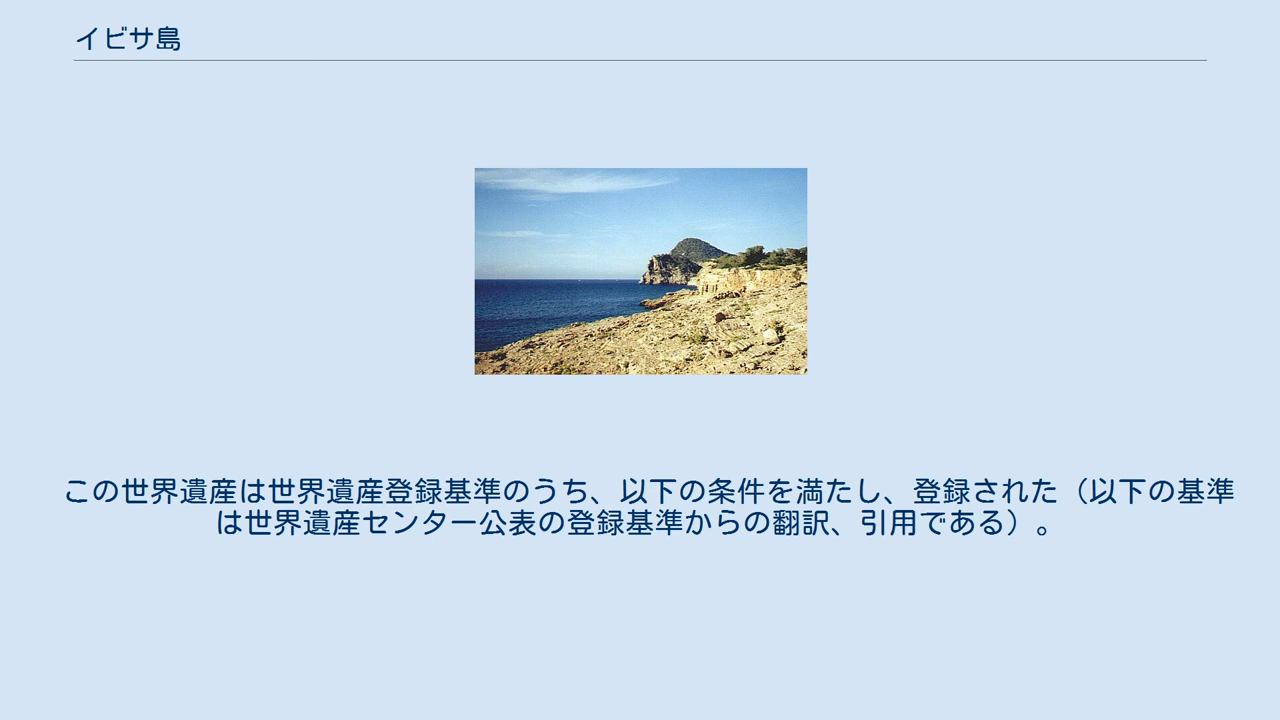 イビサ島
この世界遺産は世界遺産登録基準のうち、以下の条件を満たし、登録された（以下の基準
は世界遺産センター公表の登録基準からの翻訳、引用である）。